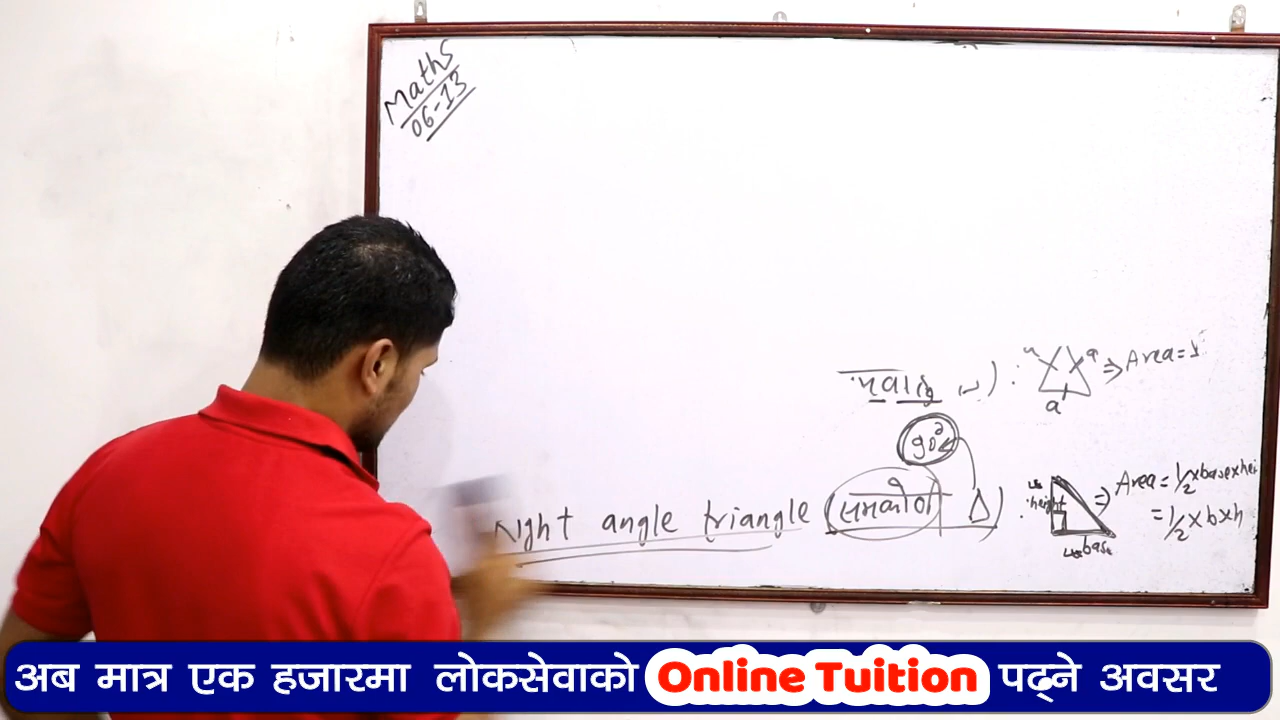 Maths
06-13
a a ⇒ Area = 1
a
90°
Right angle triangle (समकोण Δ) : height ⇒ Area = 1/2 x base x hei
= 1/2 x b x h
base
अब मात्र एक हजारमा लोकसेवाको Online Tuition पढ्ने अवसर